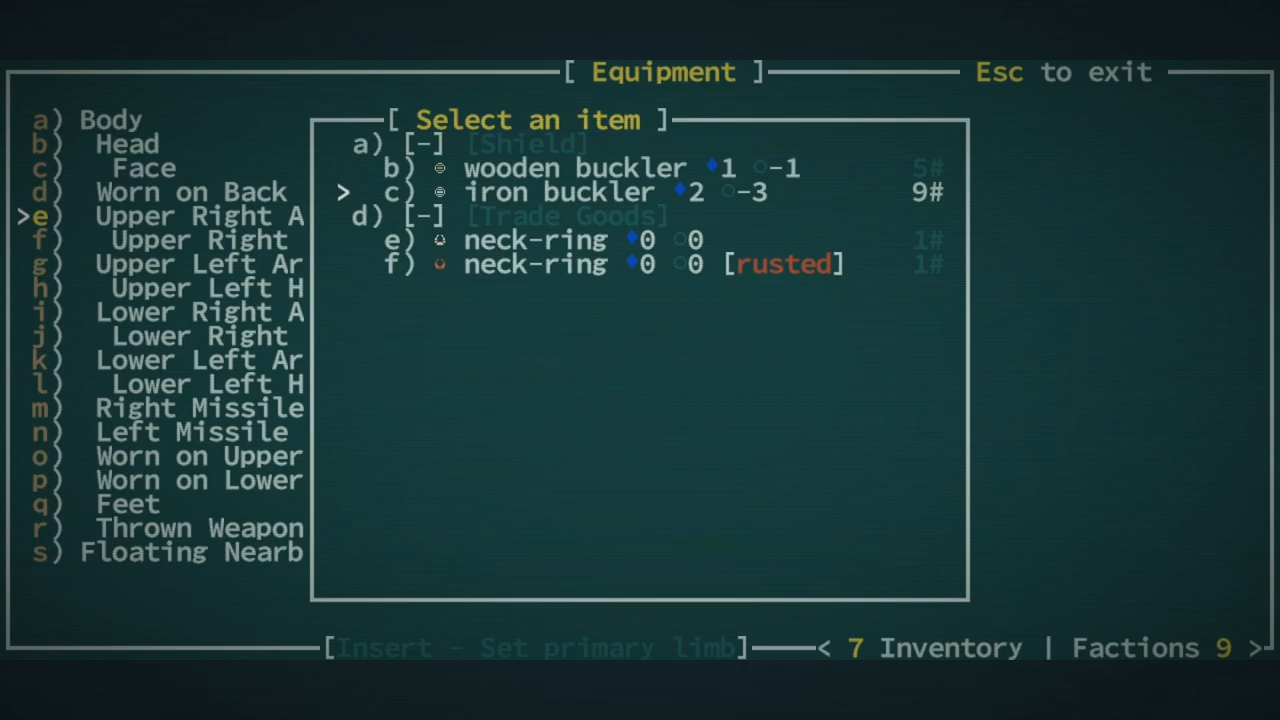 [ Equipment ] Esc to exit
a) Body
b) Head
c) Face
d) Worn on Back
>e) Upper Right A
f) Upper Right
g) Upper Left Ar
h) Upper Left H
i) Lower Right A
j) Lower Right
k) Lower Left Ar
l) Lower Left H
m) Right Missile
n) Left Missile
o) Worn on Upper
p) Worn on Lower
q) Feet
r) Thrown Weapon
s) Floating Nearb
[ Select an item ]
a) [-] [Shield]
b) wooden buckler ♦1 ○-1 5#
> c) iron buckler ♦2 ○-3 9#
d) [-] [Trade Goods]
e) neck-ring ♦0 ○0 1#
f) neck-ring ♦0 ○0 [rusted] 1#
[Insert - Set primary limb] < 7 Inventory | Factions 9 >